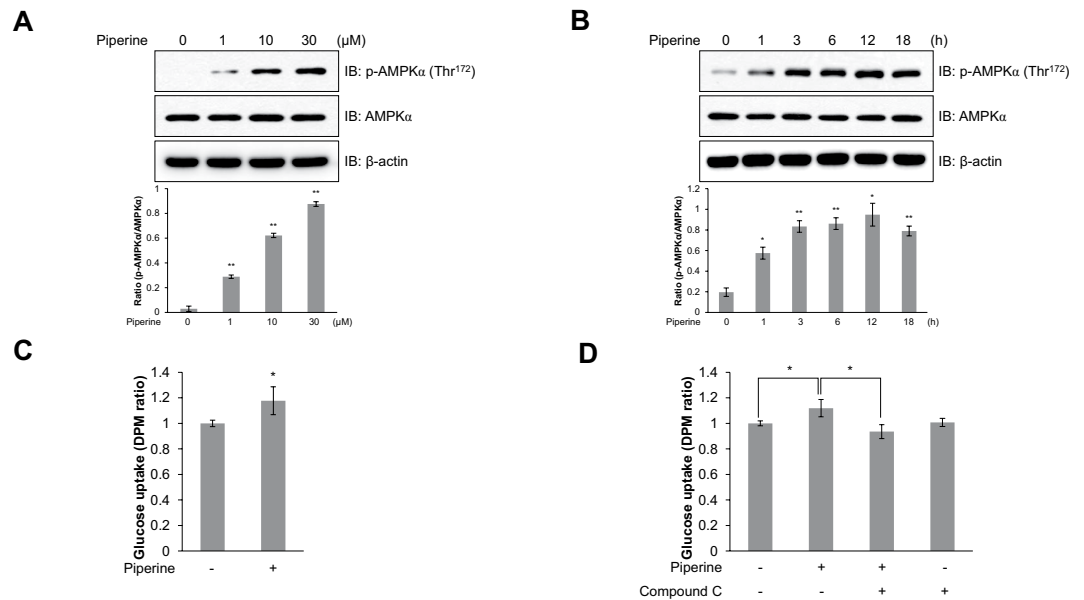 A
Piperine 0 1 10 30 (μM)
IB: p-AMPKα (Thr¹⁷²)
IB: AMPKα
IB: β-actin
Ratio (p-AMPKα/AMPKα)
1
0.8
0.6
0.4
0.2
0
**
**
**
Piperine 0 1 10 30 (μM)
B
Piperine 0 1 3 6 12 18 (h)
IB: p-AMPKα (Thr¹⁷²)
IB: AMPKα
IB: β-actin
Ratio (p-AMPKα/AMPKα)
1.2
1
0.8
0.6
0.4
0.2
0
*
**
**
*
**
Piperine 0 1 3 6 12 18 (h)
C
Glucose uptake (DPM ratio)
1.4
1.2
1
0.8
0.6
0.4
0.2
0
*
Piperine - +
D
Glucose uptake (DPM ratio)
1.4
1.2
1
0.8
0.6
0.4
0.2
0
* *
Piperine - + + -
Compound C - - + +